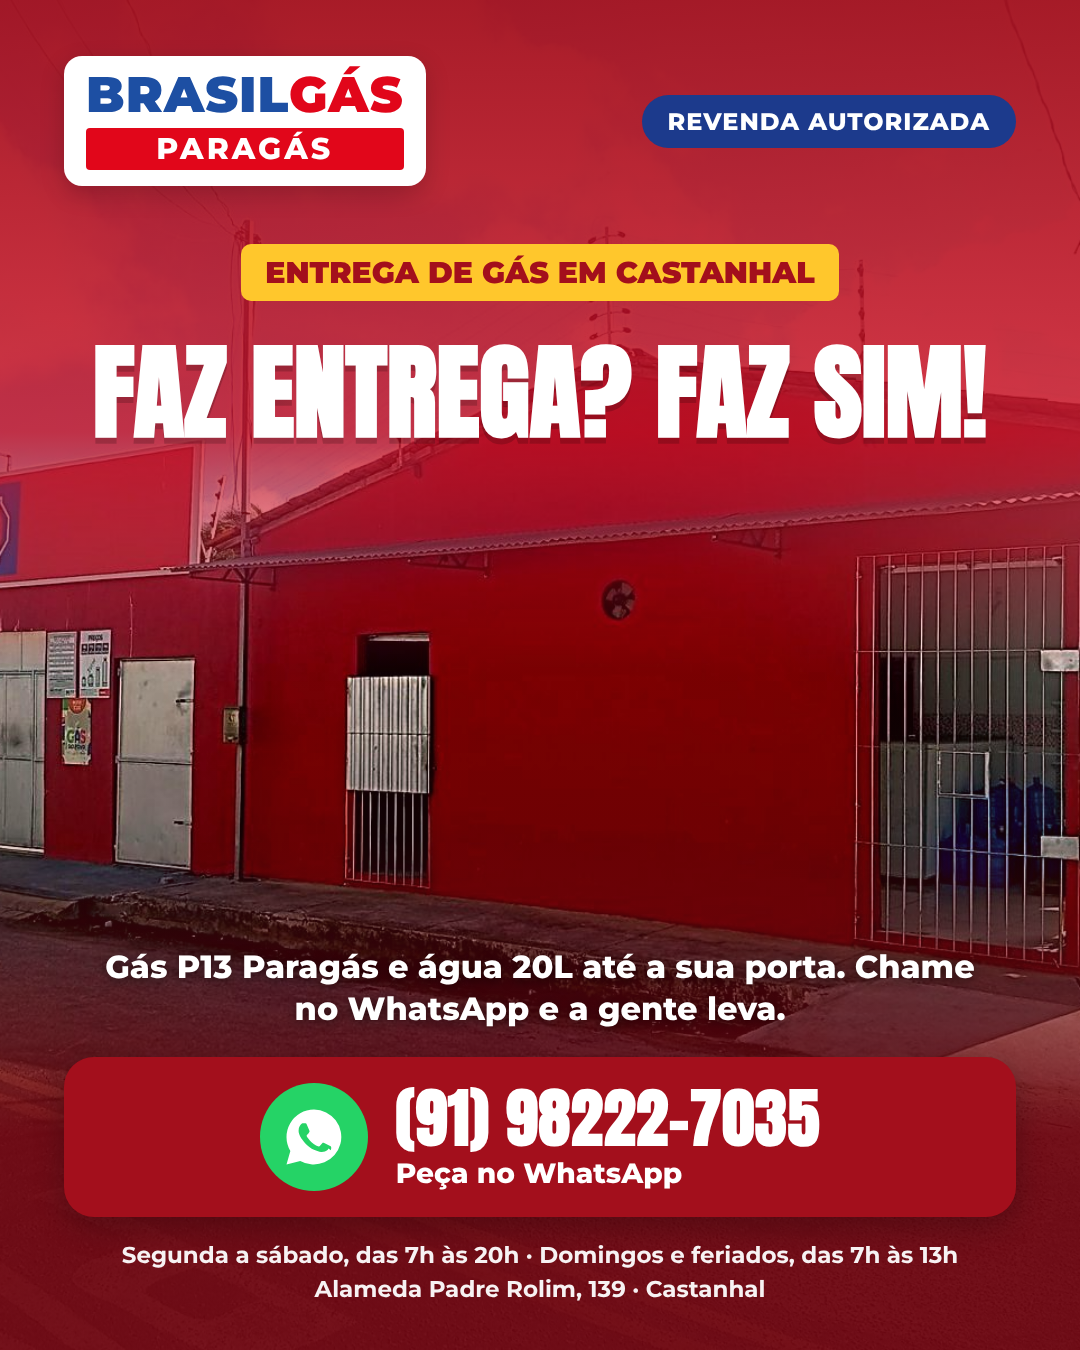 BRASILGÁS
PARAGÁS
REVENDA AUTORIZADA
ENTREGA DE GÁS EM CASTANHAL
FAZ ENTREGA? FAZ SIM!
PREÇOS
GÁS
Gás P13 Paragás e água 20L até a sua porta. Chame
no WhatsApp e a gente leva.
(91) 98222-7035
Peça no WhatsApp
Segunda a sábado, das 7h às 20h · Domingos e feriados, das 7h às 13h
Alameda Padre Rolim, 139 · Castanhal